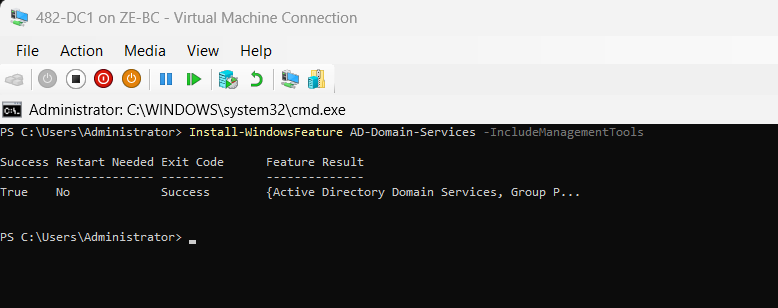 482-DC1 on ZE-BC - Virtual Machine Connection
File Action Media View Help
Administrator: C:\WINDOWS\system32\cmd.exe
PS C:\Users\Administrator> Install-WindowsFeature AD-Domain-Services -IncludeManagementTools
Success Restart Needed Exit Code      Feature Result
------- -------------- ---------      --------------
True    No             Success        {Active Directory Domain Services, Group P...
PS C:\Users\Administrator>